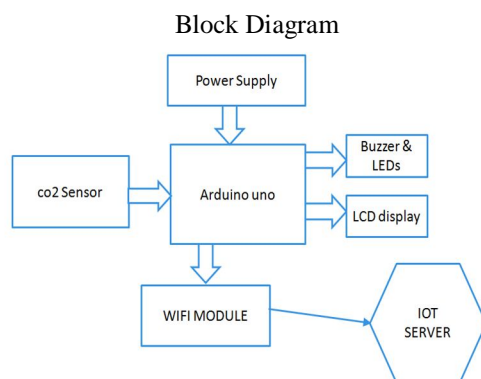 Block Diagram
Power Supply
Buzzer &
LEDs
co2 Sensor
Arduino uno
LCD display
WIFI MODULE
IOT
SERVER